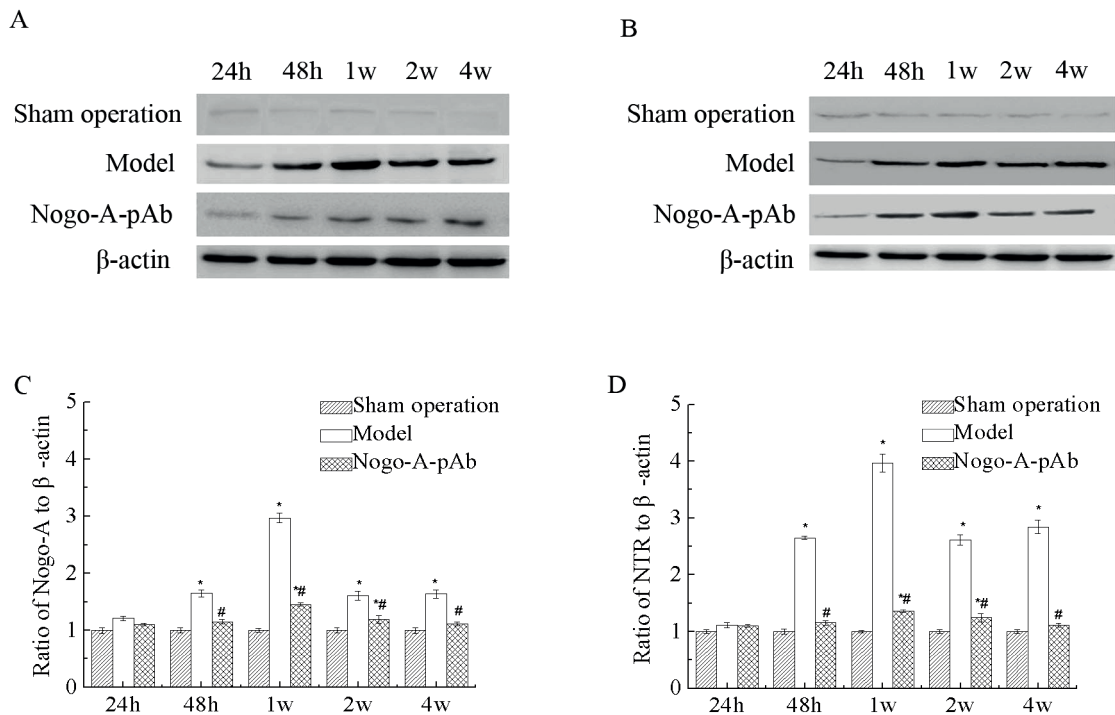 A
24h 48h 1w 2w 4w
Sham operation
Model
Nogo-A-pAb
β-actin
B
24h 48h 1w 2w 4w
Sham operation
Model
Nogo-A-pAb
β-actin
C
Ratio of Nogo-A to β -actin
5
4
3
2
1
0
Sham operation
Model
Nogo-A-pAb
*
#
*
*#
*
*#
*
#
24h 48h 1w 2w 4w
D
Ratio of NTR to β -actin
5
4
3
2
1
0
Sham operation
Model
Nogo-A-pAb
*
#
*
*#
*
*#
*
#
24h 48h 1w 2w 4w